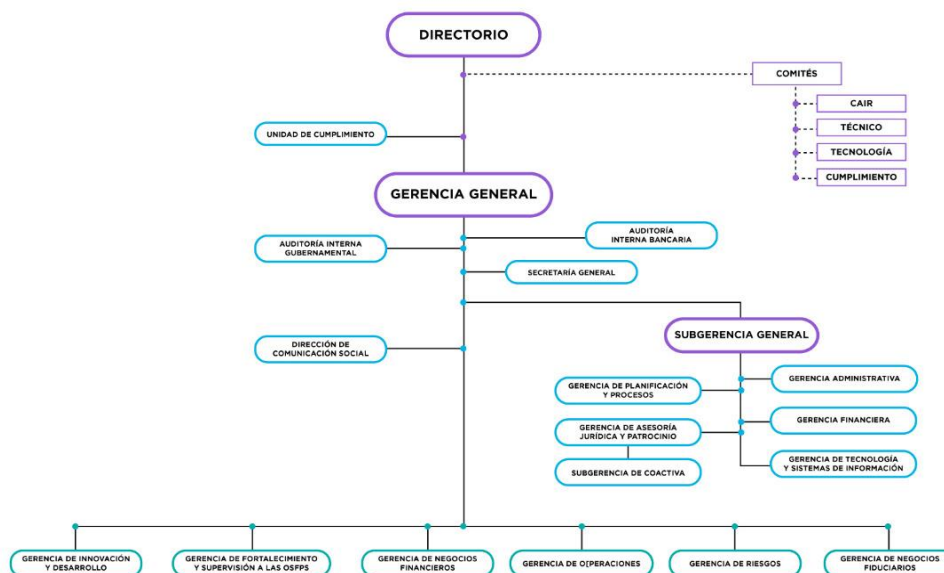 DIRECTORIO
COMITÉS
CAIR
TÉCNICO
TECNOLOGÍA
CUMPLIMIENTO
UNIDAD DE CUMPLIMIENTO
GERENCIA GENERAL
AUDITORÍA
INTERNA BANCARIA
AUDITORÍA INTERNA
GUBERNAMENTAL
SECRETARÍA GENERAL
SUBGERENCIA GENERAL
DIRECCIÓN DE
COMUNICACIÓN SOCIAL
GERENCIA ADMINISTRATIVA
GERENCIA DE PLANIFICACIÓN
Y PROCESOS
GERENCIA FINANCIERA
GERENCIA DE ASESORÍA
JURÍDICA Y PATROCINIO
GERENCIA DE TECNOLOGÍA
Y SISTEMAS DE INFORMACIÓN
SUBGERENCIA DE COACTIVA
GERENCIA DE INNOVACIÓN
Y DESARROLLO
GERENCIA DE FORTALECIMIENTO
Y SUPERVISIÓN A LAS OSFPS
GERENCIA DE NEGOCIOS
FINANCIEROS
GERENCIA DE O[PERACIONES
GERENCIA DE RIESGOS
GERENCIA DE NEGOCIOS
FIDUCIARIOS